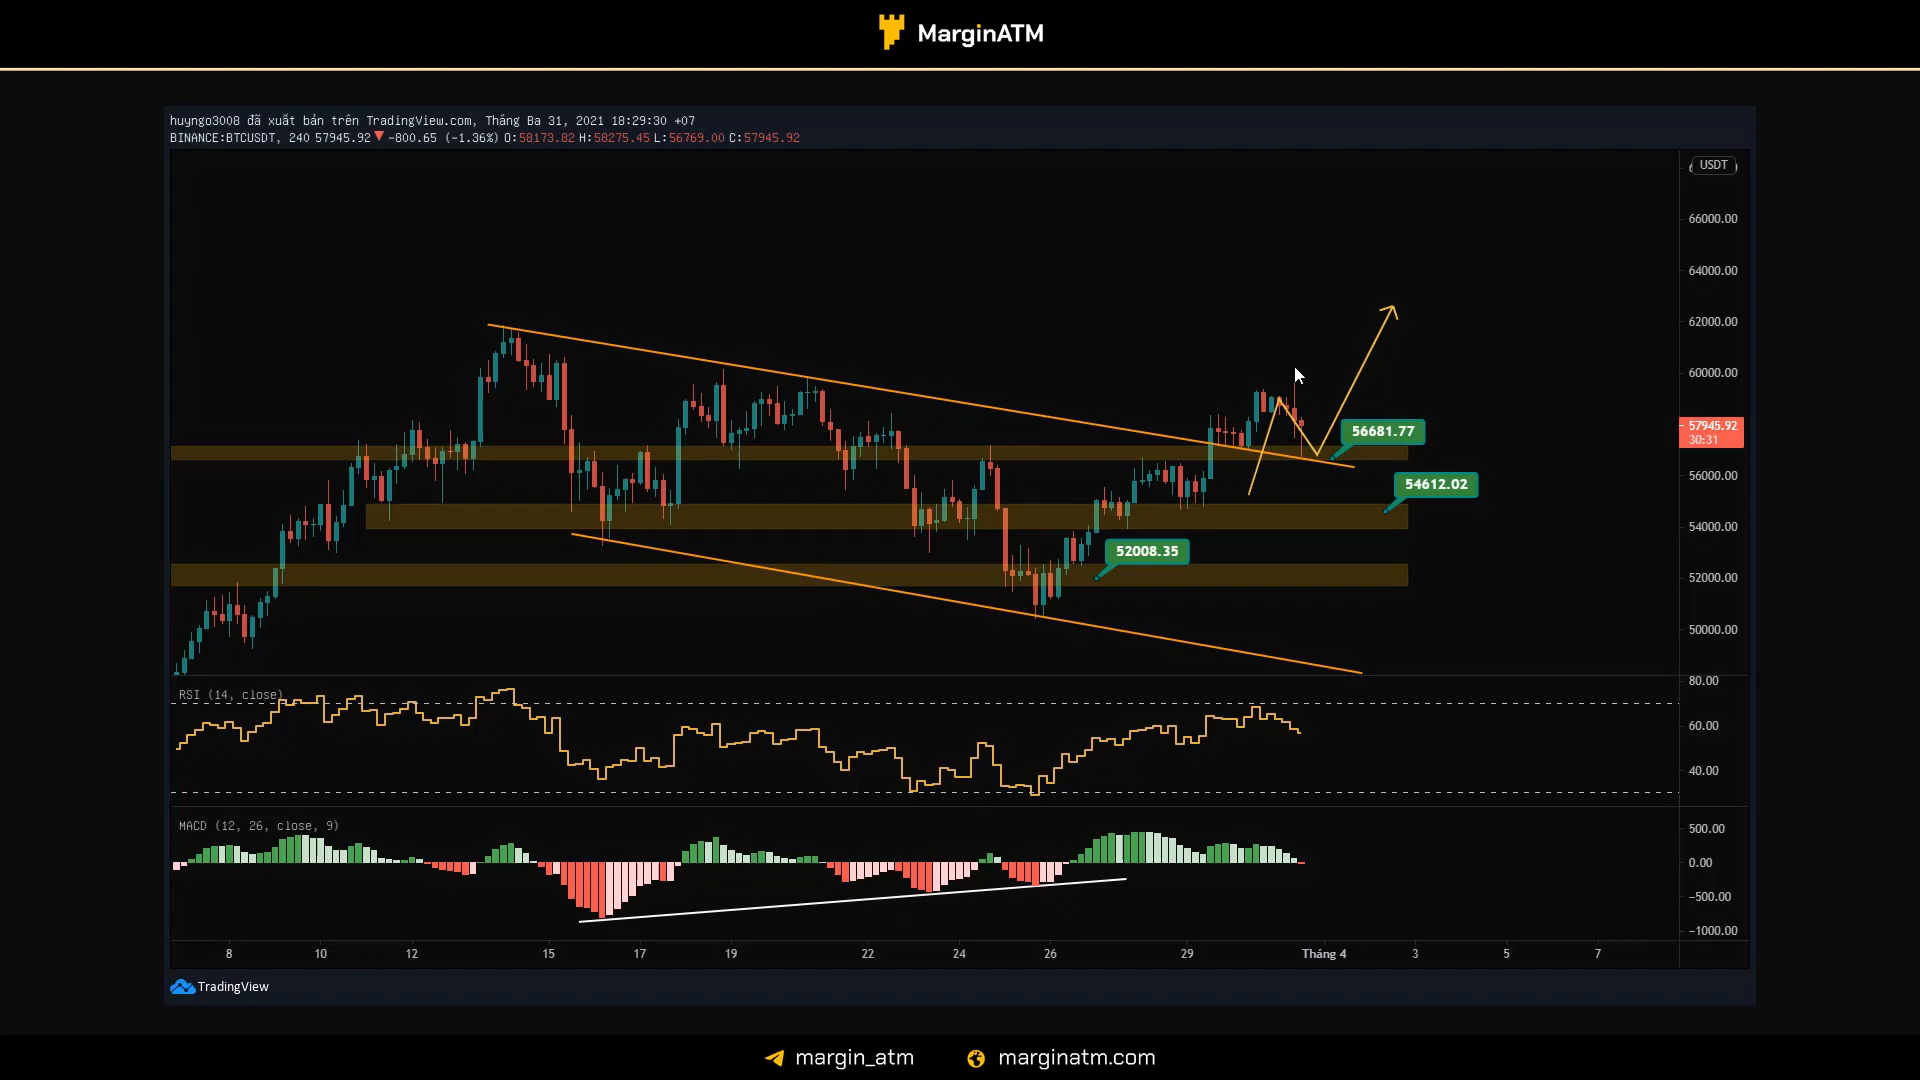 MarginATM
huyngo3008 đã xuất bản trên TradingView.com, Tháng Ba 31, 2021 18:29:30 +07
BINANCE:BTCUSDT, 240 57945.92 ▼ −800.65 (−1.36%) O:58173.82 H:58275.45 L:56769.00 C:57945.92
USDT
66000.00
64000.00
62000.00
60000.00
57945.92
30:31
56000.00
54000.00
52000.00
50000.00
56681.77
54612.02
52008.35
RSI (14, close)
80.00
60.00
40.00
MACD (12, 26, close, 9)
500.00
0.00
−500.00
−1000.00
8 10 12 15 17 19 22 24 26 29 Tháng 4 3 5 7
TradingView
margin_atm marginatm.com